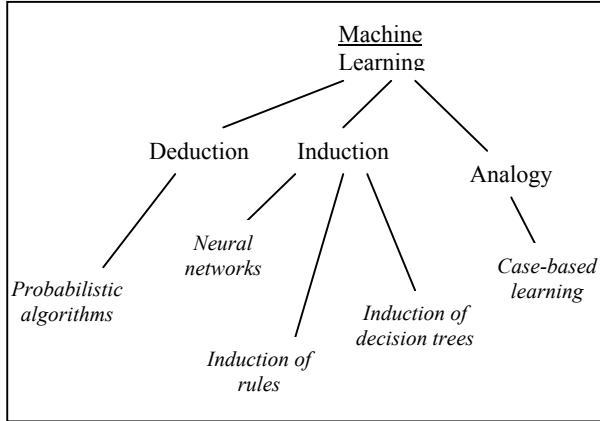 Machine
Learning
Deduction
Induction
Analogy
Neural
networks
Case-based
learning
Probabilistic
algorithms
Induction of
decision trees
Induction of
rules